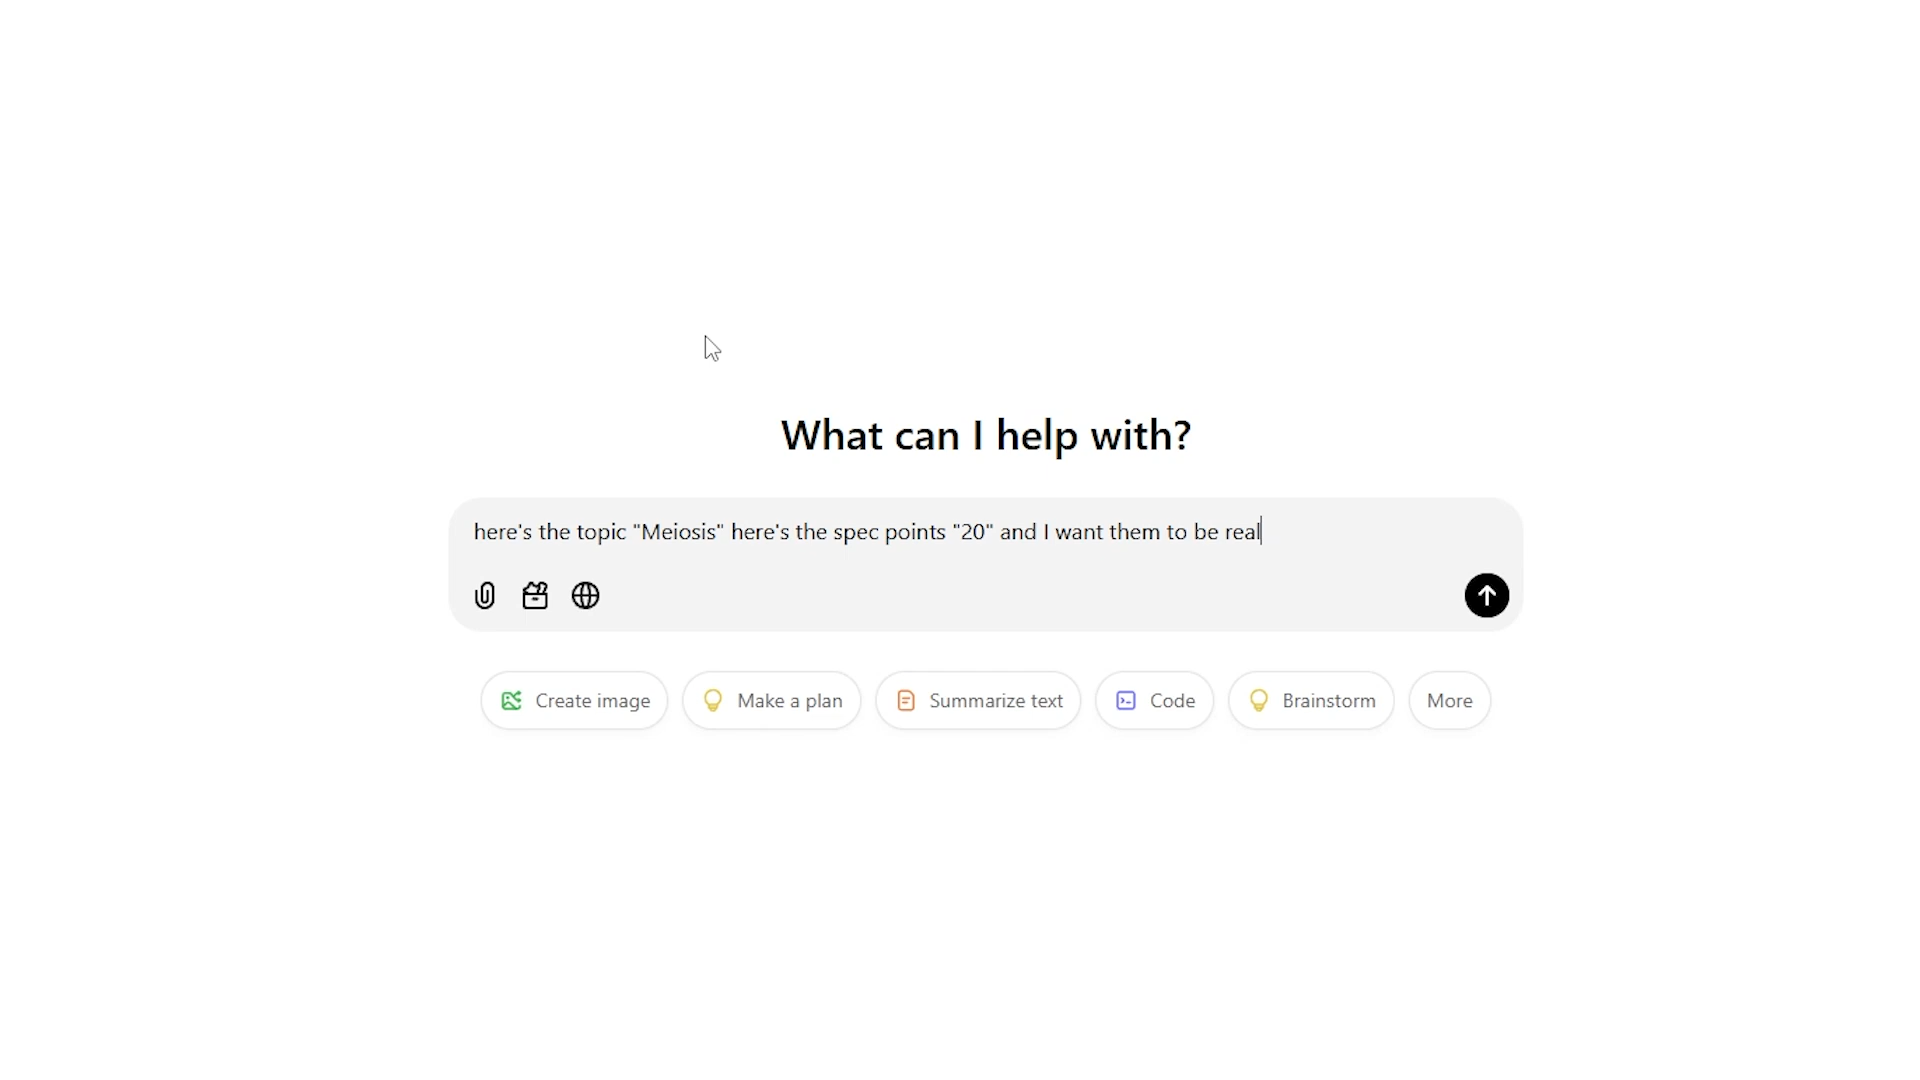 What can I help with?
here's the topic "Meiosis" here's the spec points "20" and I want them to be real
Create image
Make a plan
Summarize text
Code
Brainstorm
More